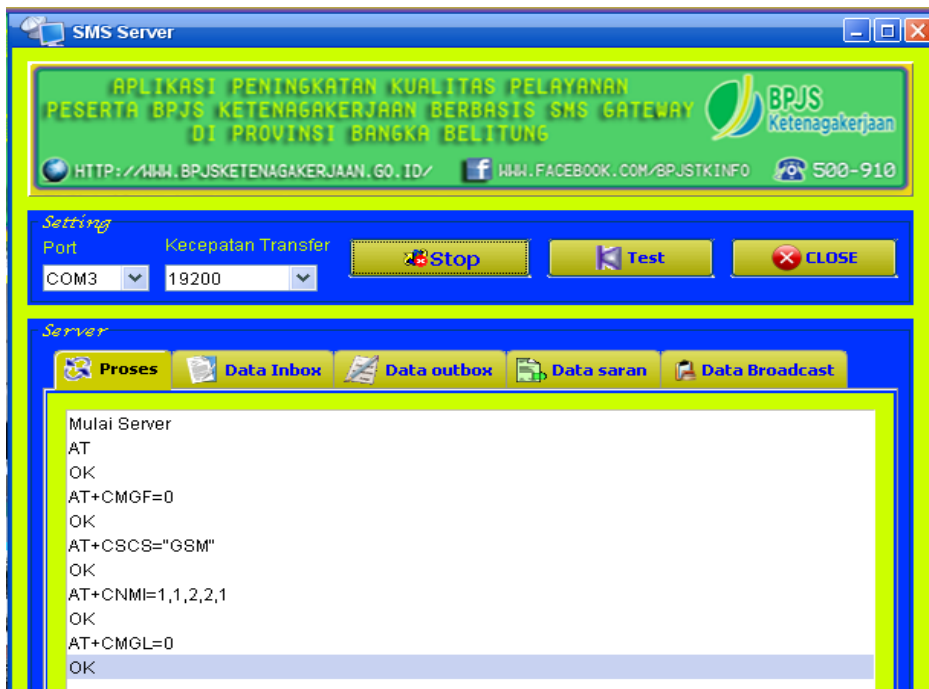 SMS Server
APLIKASI PENINGKATAN KUALITAS PELAYANAN
PESERTA BPJS KETENAGAKERJAAN BERBASIS SMS GATEWAY
DI PROVINSI BANGKA BELITUNG
BPJS
Ketenagakerjaan
HTTP://WWW.BPJSKETENAGAKERJAAN.GO.ID/ f WWW.FACEBOOK.COM/BPJSTKINFO 500-910
Setting
Port Kecepatan Transfer
COM3 19200 Stop Test CLOSE
Server
Proses Data Inbox Data outbox Data saran Data Broadcast
Mulai Server
AT
OK
AT+CMGF=0
OK
AT+CSCS="GSM"
OK
AT+CNMI=1,1,2,2,1
OK
AT+CMGL=0
OK